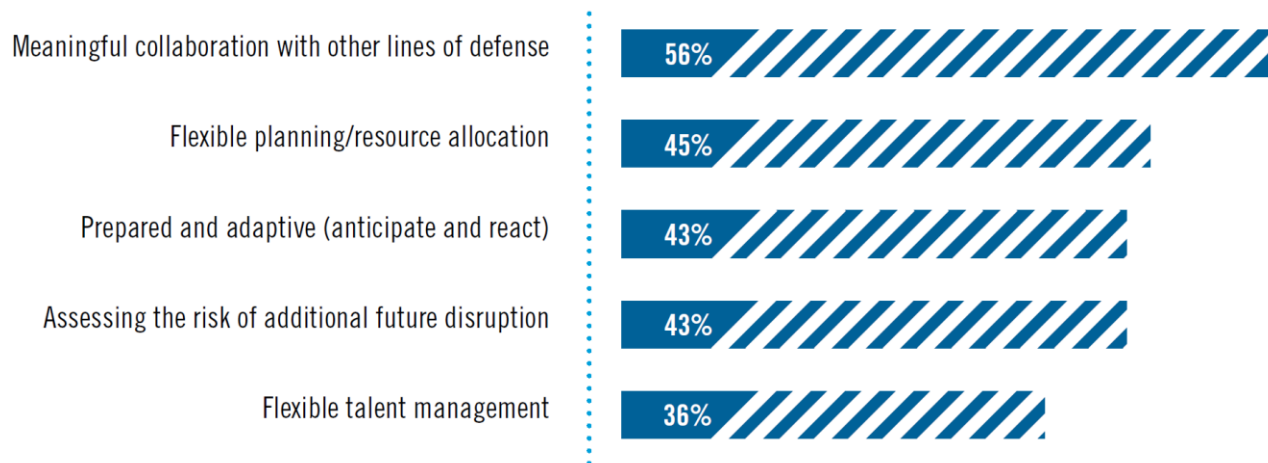 Meaningful collaboration with other lines of defense 56%
Flexible planning/resource allocation 45%
Prepared and adaptive (anticipate and react) 43%
Assessing the risk of additional future disruption 43%
Flexible talent management 36%